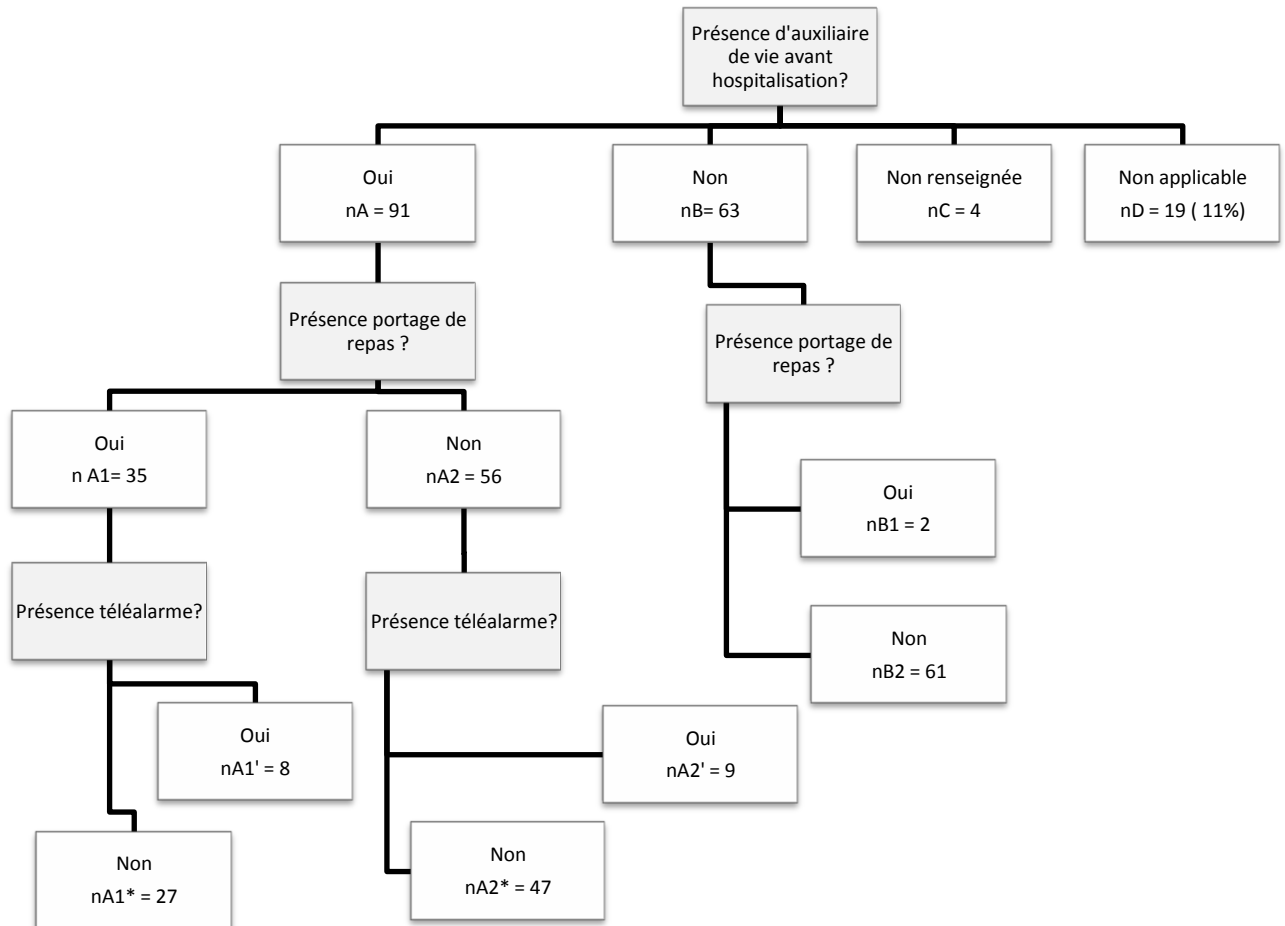 Présence d'auxiliaire
de vie avant
hospitalisation?
Oui
nA = 91
Non
nB= 63
Non renseignée
nC = 4
Non applicable
nD = 19 ( 11%)
Présence portage de
repas ?
Présence portage de
repas ?
Oui
n A1= 35
Non
nA2 = 56
Oui
nB1 = 2
Présence téléalarme?
Présence téléalarme?
Non
nB2 = 61
Oui
nA1' = 8
Oui
nA2' = 9
Non
nA1* = 27
Non
nA2* = 47